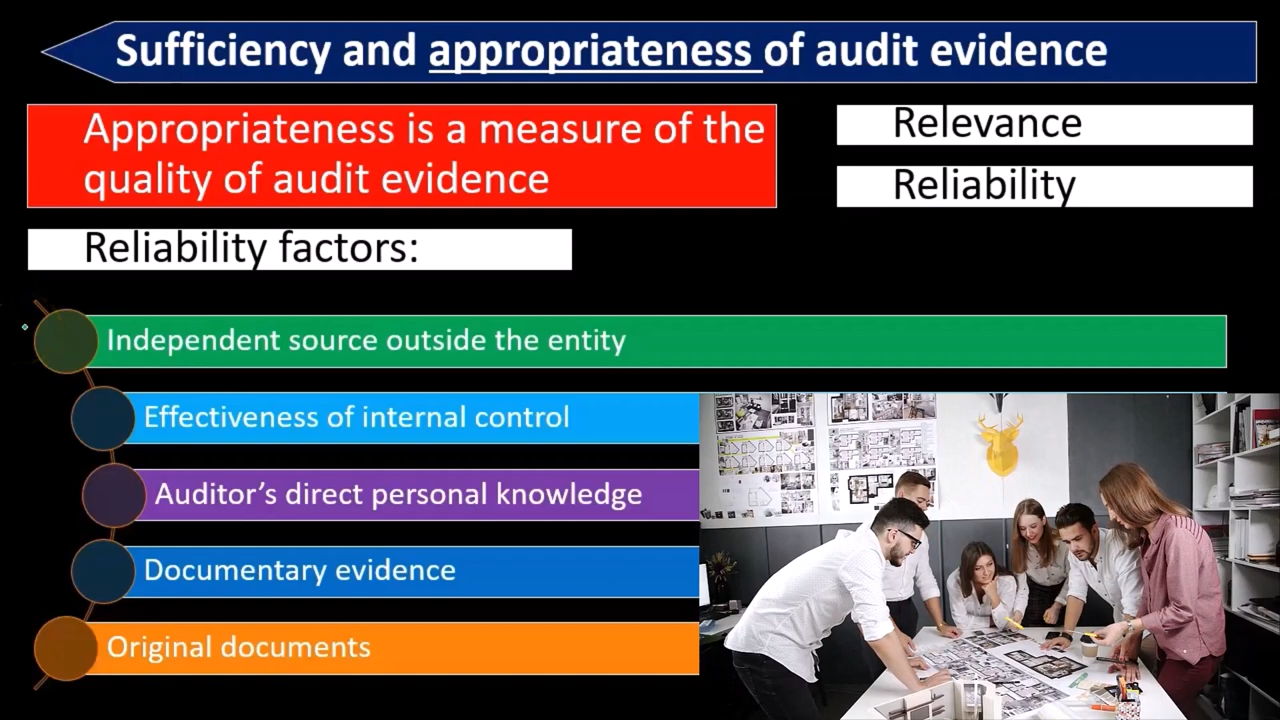 Sufficiency and appropriateness of audit evidence
Appropriateness is a measure of the
quality of audit evidence
Relevance
Reliability
Reliability factors:
Independent source outside the entity
Effectiveness of internal control
Auditor’s direct personal knowledge
Documentary evidence
Original documents